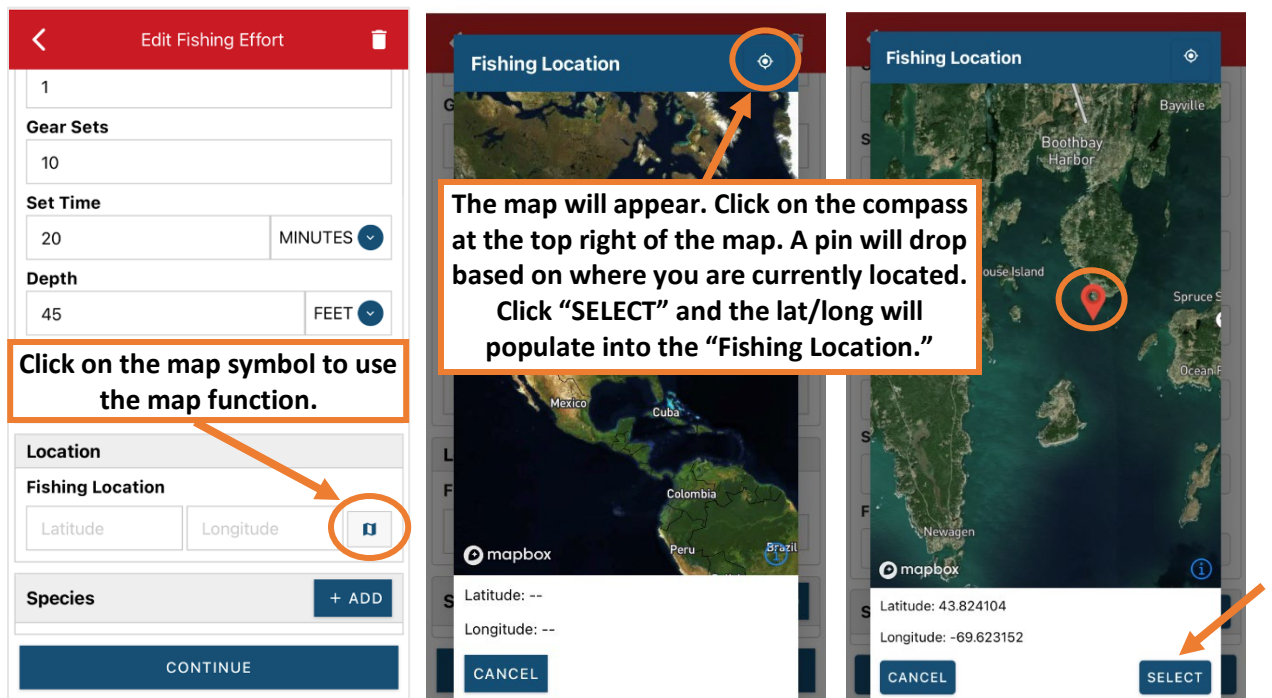 Edit Fishing Effort
1
Gear Sets
10
Set Time
20
MINUTES
Depth
45
FEET
Click on the map symbol to use
the map function.
Location
Fishing Location
Latitude
Longitude
Species
+ ADD
CONTINUE
Fishing Location
G
The map will appear. Click on the compass
at the top right of the map. A pin will drop
based on where you are currently located.
Click “SELECT” and the lat/long will
populate into the “Fishing Location.”
Mexico
Cuba
L
F
Colombia
Peru
Brazil
mapbox
S
Latitude: --
Longitude: --
CANCEL
Fishing Location
Bayville
S
Boothbay
Harbor
ouse Island
Spruce S
Ocean F
S
F
Newagen
mapbox
S
Latitude: 43.824104
Longitude: -69.623152
CANCEL
SELECT